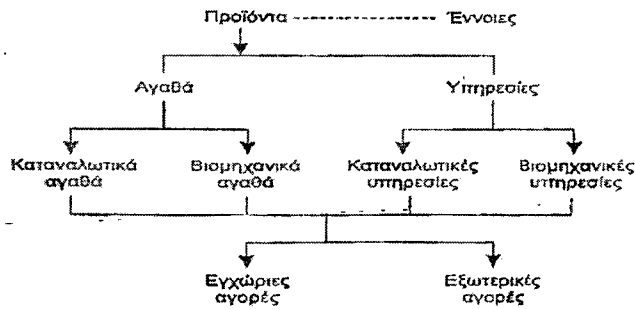 Προϊόντα Έννοιες
Αγαθά Υπηρεσίες
Καταναλωτικά αγαθά
Βιομηχανικά αγαθά
Καταναλωτικές υπηρεσίες
Βιομηχανικές υπηρεσίες
Εγχώριες αγορές
Εξωτερικές αγορές